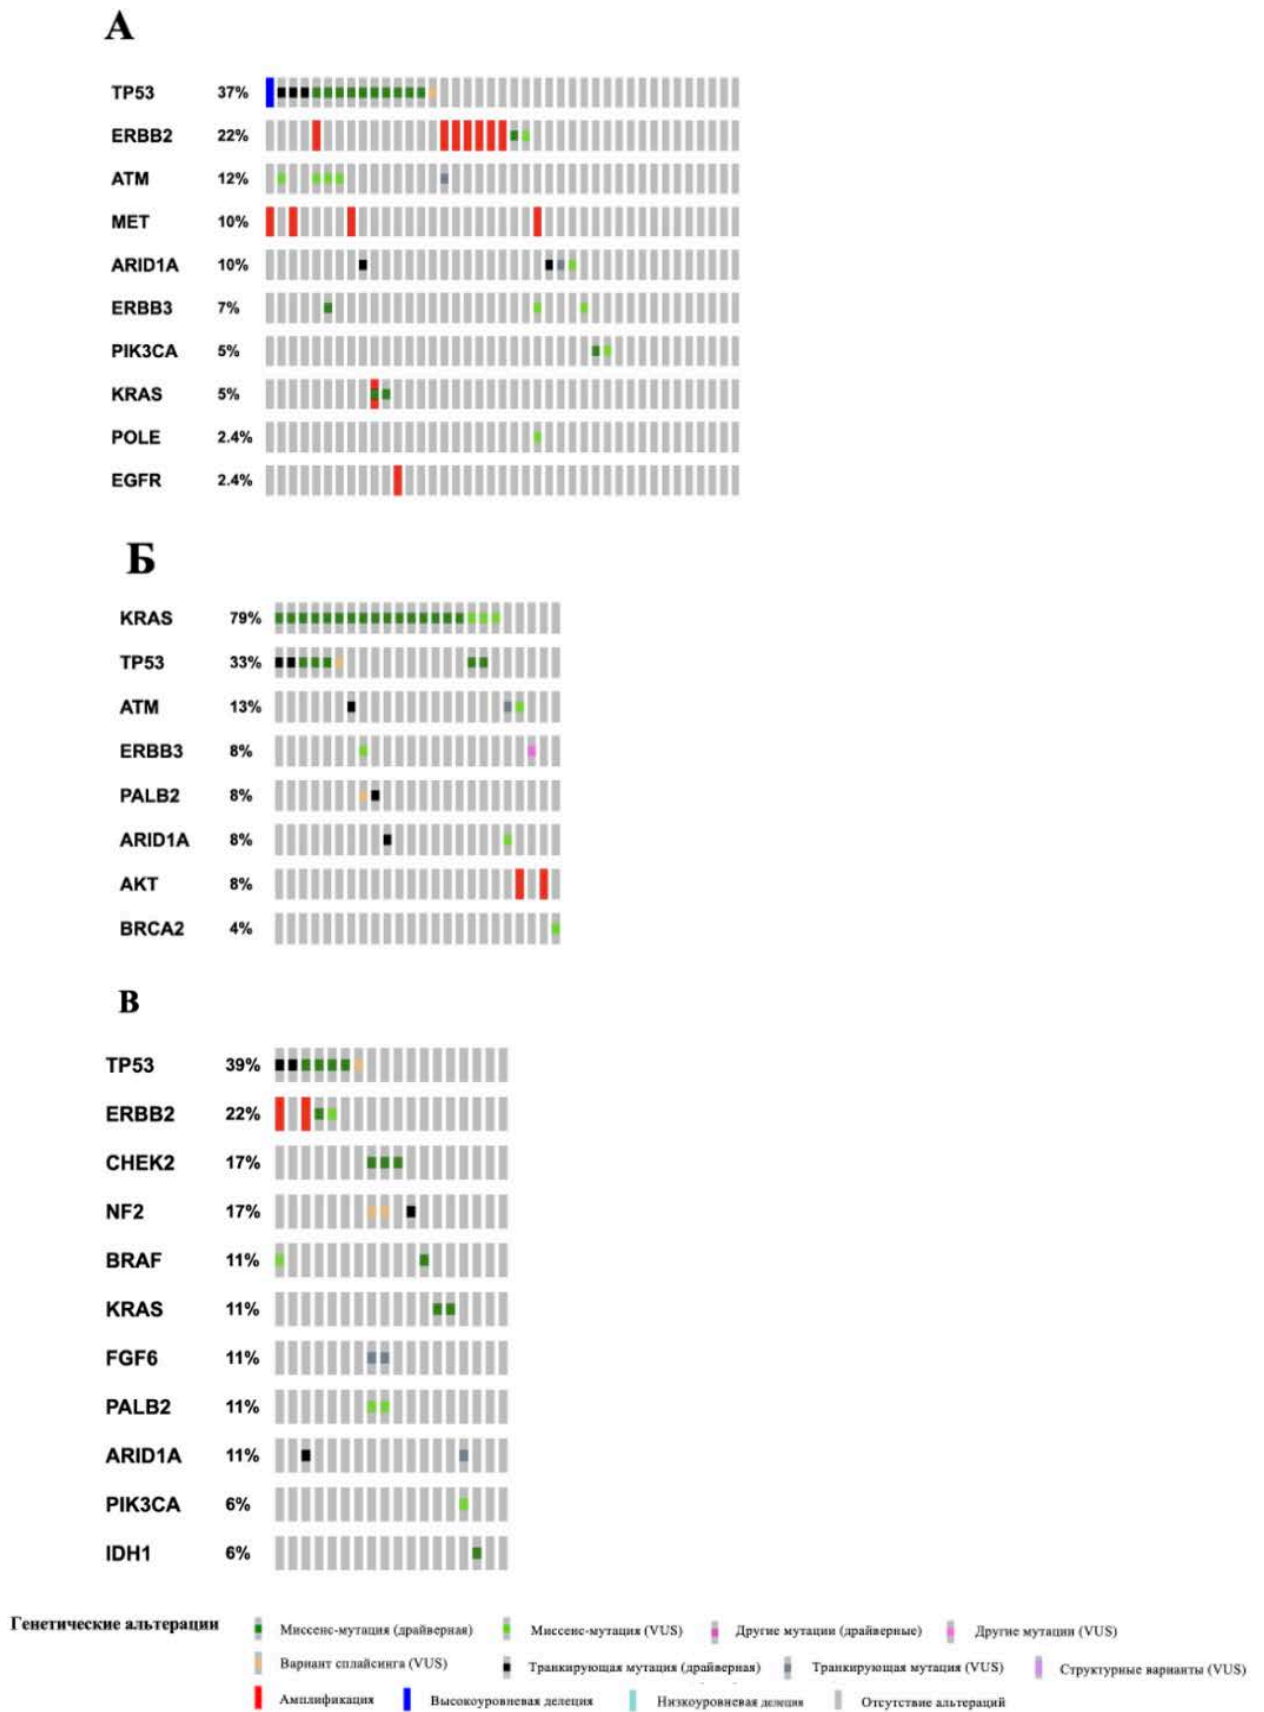 А
TP53 37%
ERBB2 22%
ATM 12%
MET 10%
ARID1A 10%
ERBB3 7%
PIK3CA 5%
KRAS 5%
POLE 2.4%
EGFR 2.4%
Б
KRAS 79%
TP53 33%
ATM 13%
ERBB3 8%
PALB2 8%
ARID1A 8%
AKT 8%
BRCA2 4%
В
TP53 39%
ERBB2 22%
CHEK2 17%
NF2 17%
BRAF 11%
KRAS 11%
FGF6 11%
PALB2 11%
ARID1A 11%
PIK3CA 6%
IDH1 6%
Генетические альтерации Миссенс-мутация (драйверная) Миссенс-мутация (VUS) Другие мутации (драйверные) Другие мутации (VUS)
Вариант сплайсинга (VUS) Транкирующая мутация (драйверная) Транкирующая мутация (VUS) Структурные варианты (VUS)
Амплификация Высокоуровневая делеция Низкоуровневая делеция Отсутствие альтераций